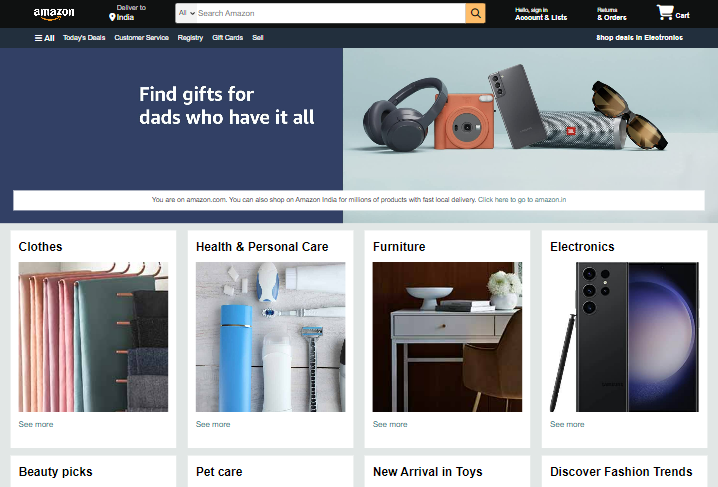 amazon
Deliver to
India
All
Search Amazon
Hello, sign in
Account & Lists
Returns
& Orders
Cart
All
Today's Deals
Customer Service
Registry
Gift Cards
Sell
Shop deals in Electronics
Find gifts for
dads who have it all
JBL
You are on amazon.com. You can also shop on Amazon India for millions of products with fast local delivery. Click here to go to amazon.in
Clothes
Health & Personal Care
Furniture
Electronics
SAMSUNG
See more
See more
See more
See more
Beauty picks
Pet care
New Arrival in Toys
Discover Fashion Trends